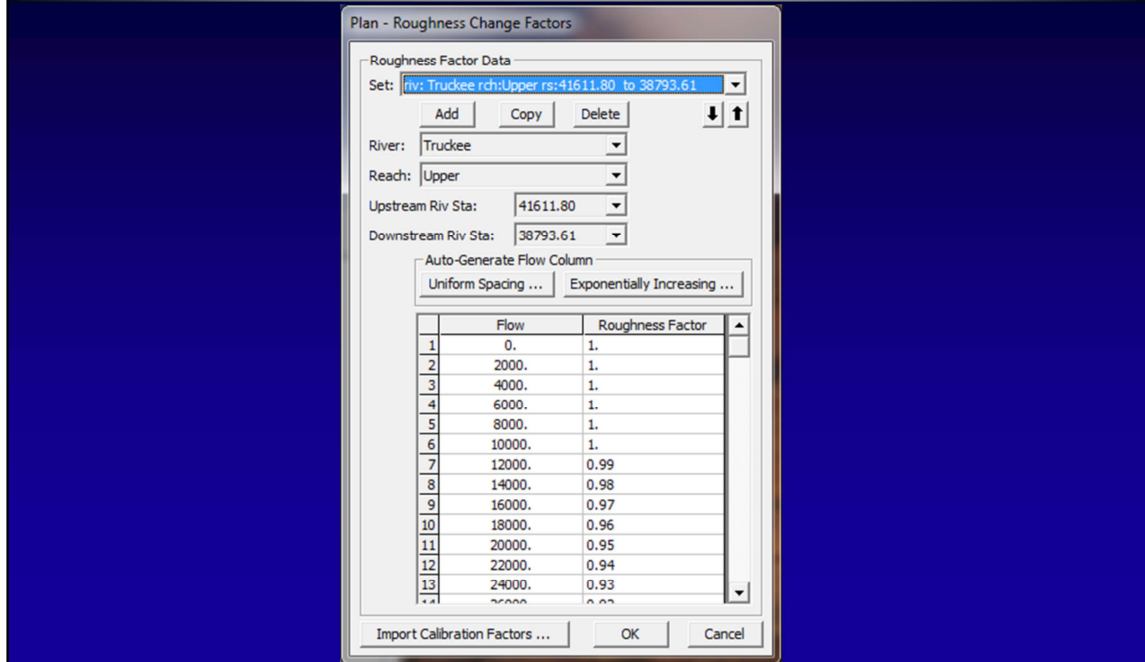 Plan - Roughness Change Factors
Roughness Factor Data
Set: riv: Truckee rch:Upper rs:41611.80 to 38793.61
Add Copy Delete
River: Truckee
Reach: Upper
Upstream Riv Sta: 41611.80
Downstream Riv Sta: 38793.61
Auto-Generate Flow Column
Uniform Spacing ... Exponentially Increasing ...
Flow Roughness Factor
1 0. 1.
2 2000. 1.
3 4000. 1.
4 6000. 1.
5 8000. 1.
6 10000. 1.
7 12000. 0.99
8 14000. 0.98
9 16000. 0.97
10 18000. 0.96
11 20000. 0.95
12 22000. 0.94
13 24000. 0.93
Import Calibration Factors ... OK Cancel